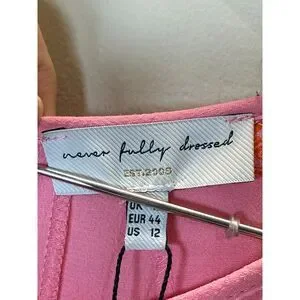 never fully dressed
EST.2009
UK
EUR 44
US 12